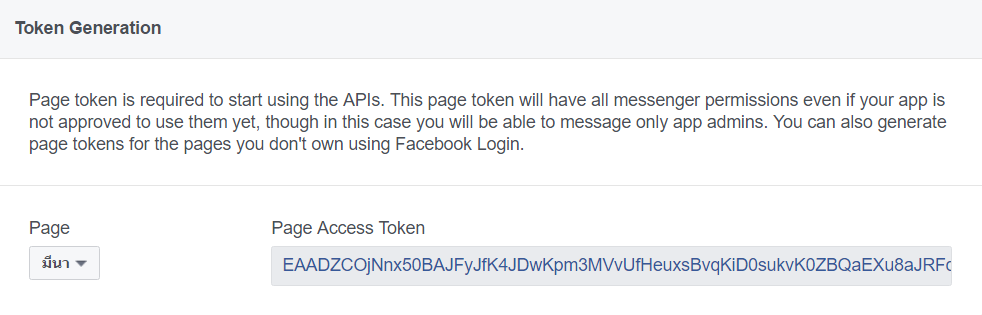 Token Generation
Page token is required to start using the APIs. This page token will have all messenger permissions even if your app is
not approved to use them yet, though in this case you will be able to message only app admins. You can also generate
page tokens for the pages you don't own using Facebook Login.
Page
Page Access Token
มีนา
EAADZCOjNnx50BAJFyJfK4JDwKpm3MVvUfHeuxsBvqKiD0sukvK0ZBQaEXu8aJRFc